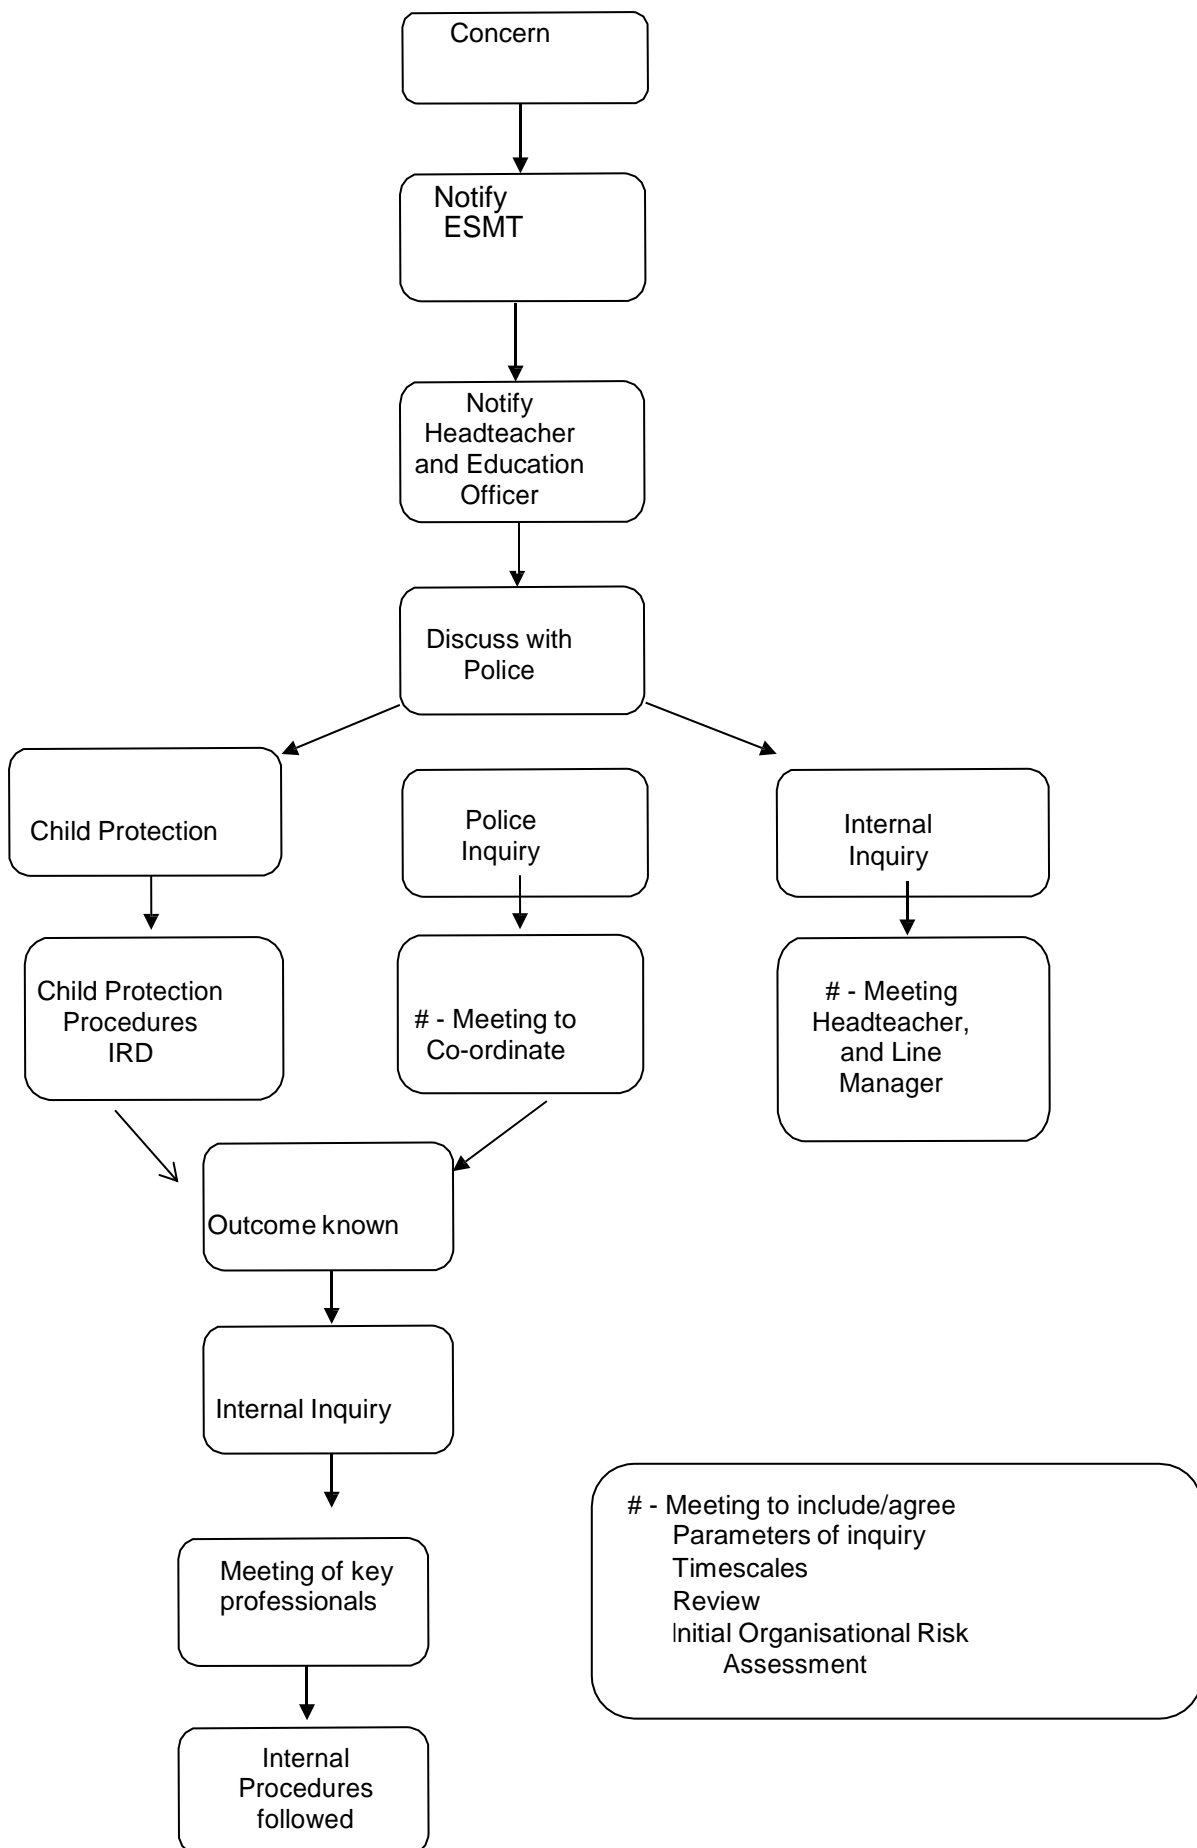 Concern
Notify
ESMT
Notify
Headteacher
and Education
Officer
Discuss with
Police
Child Protection
Police
Inquiry
Internal
Inquiry
Child Protection
Procedures
IRD
# - Meeting to
Co-ordinate
# - Meeting
Headteacher,
and Line
Manager
Outcome known
Internal Inquiry
Meeting of key
professionals
Internal
Procedures
followed
# - Meeting to include/agree
Parameters of inquiry
Timescales
Review
Initial Organisational Risk
Assessment